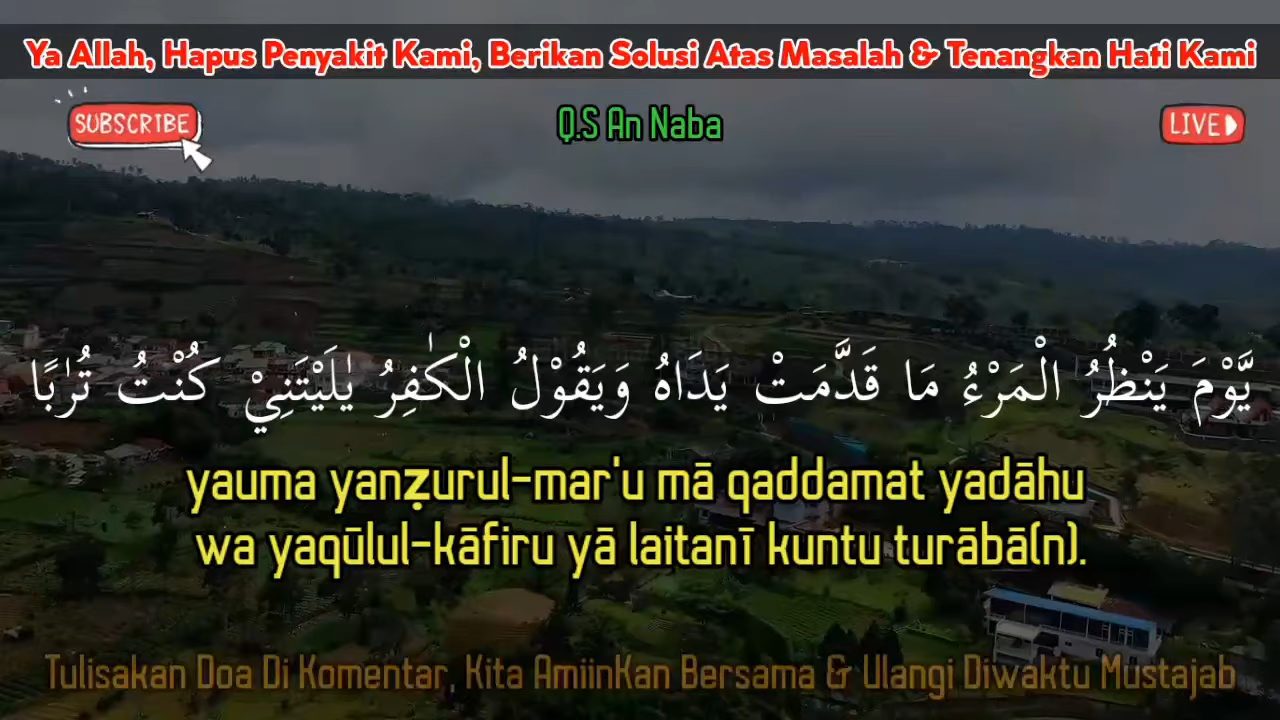 Ya Allah, Hapus Penyakit Kami, Berikan Solusi Atas Masalah & Tenangkan Hati Kami
SUBSCRIBE
Q.S An Naba
LIVE
يَّوْمَ يَنْظُرُ الْمَرْءُ مَا قَدَّمَتْ يَدَاهُ وَيَقُوْلُ الْكٰفِرُ يٰلَيْتَنِيْ كُنْتُ تُرٰبًا
yauma yanẓurul-mar'u mā qaddamat yadāhu
wa yaqūlul-kāfiru yā laitanī kuntu turābā(n).
Tulisakan Doa Di Komentar, Kita AmiinKan Bersama & Ulangi Diwaktu Mustajab